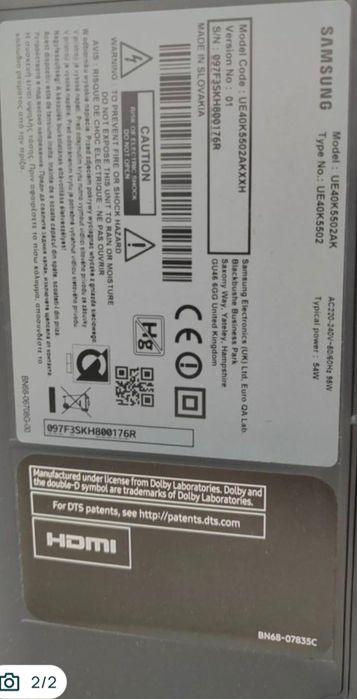 SAMSUNG
Model : UE40K5502AK
Type No.: UE40K5502
AC220-240V~50/60Hz 96W
Typical power : 54W
Model Code : UE40K5502AKXXH
Version No : 01
S/N : 097F3SKH800176R
MADE IN SLOVAKIA
Samsung Electronics (UK) Ltd. Euro QA Lab.
Blackbushe Business Park
Saxony Way, Yateley, Hampshire
GU46 6GG United Kingdom
CAUTION
RISK OF ELECTRIC SHOCK
DO NOT OPEN
WARNING : TO PREVENT FIRE OR SHOCK HAZARD
DO NOT EXPOSE THIS UNIT TO RAIN OR MOISTURE
AVIS : RISQUE DE CHOC ELECTRIQUE - NE PAS OUVRIR
CE
Hg
097F3SKH800176R
BN68-06708G-00
Manufactured under license from Dolby Laboratories. Dolby and
the double-D symbol are trademarks of Dolby Laboratories.
For DTS patents, see http://patents.dts.com
HDMI
BN68-07835C
2/2